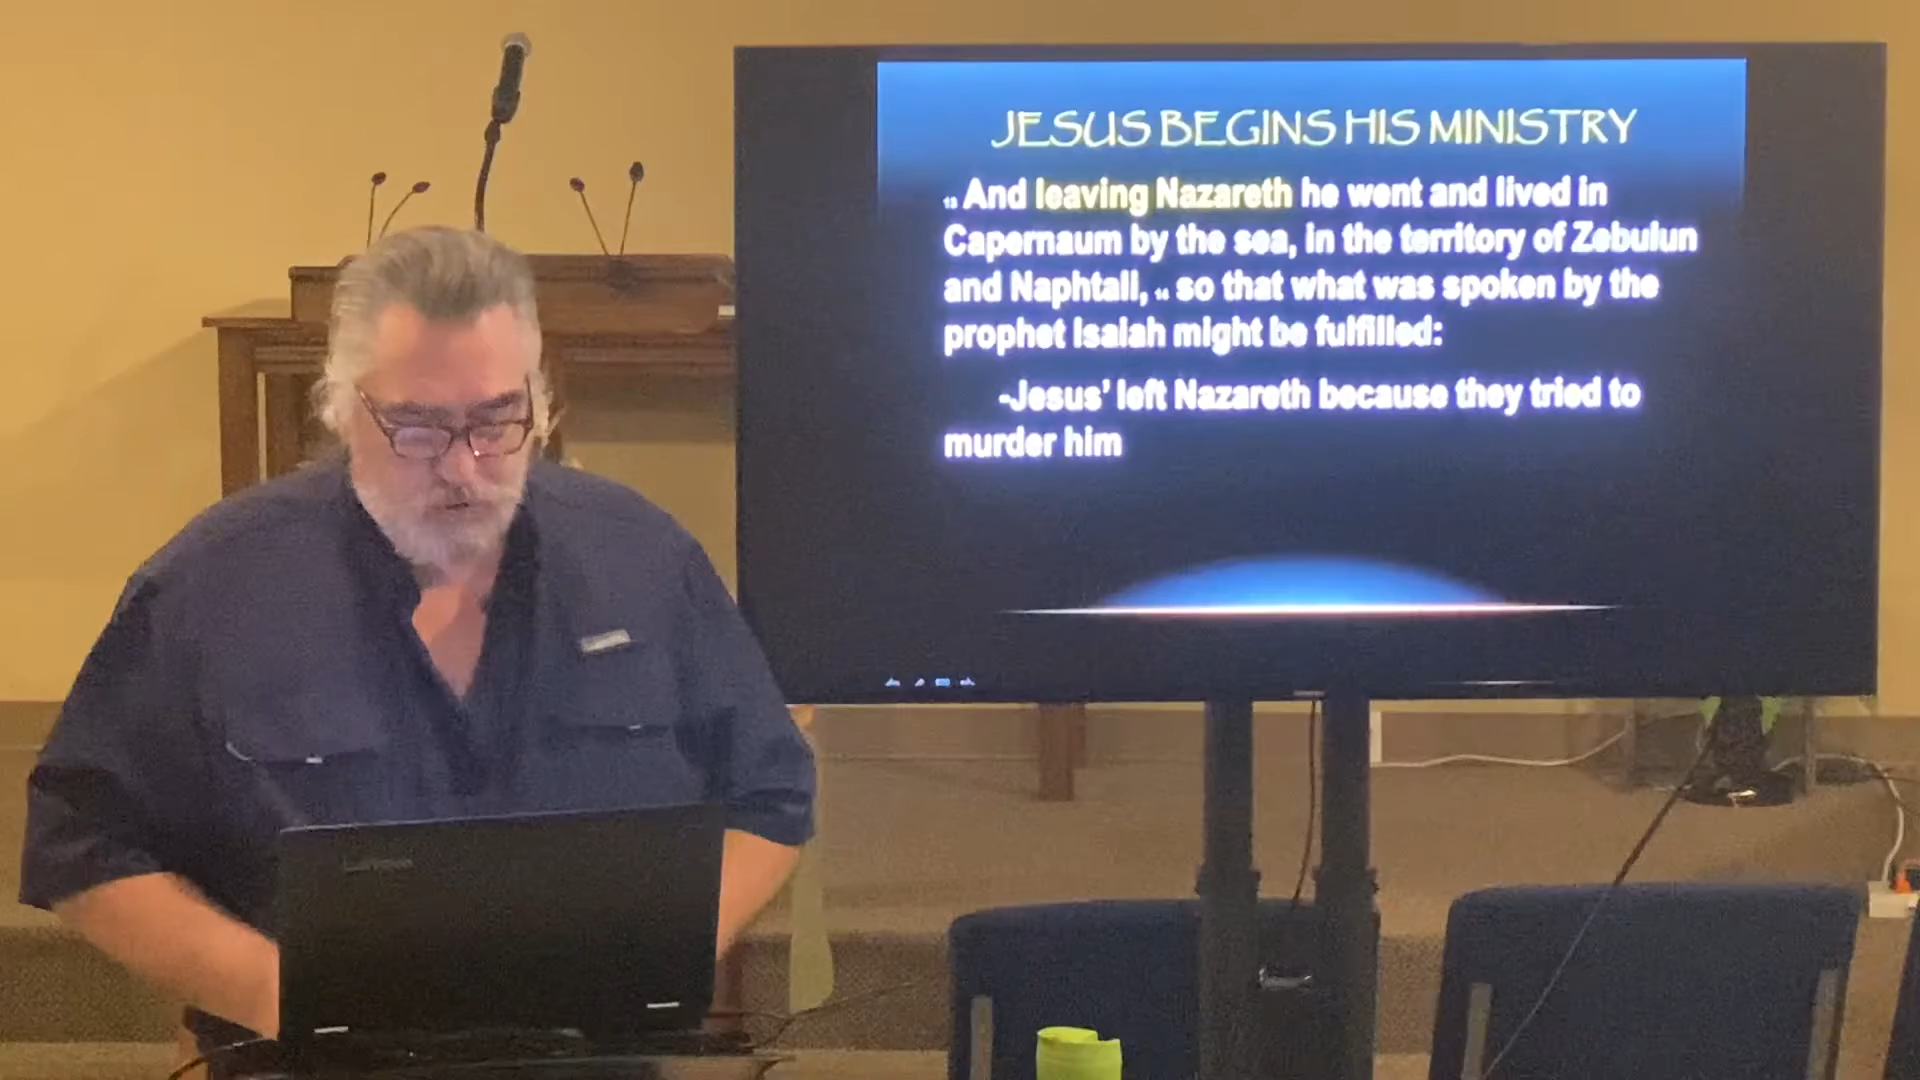 JESUS BEGINS HIS MINISTRY
13 And leaving Nazareth he went and lived in
Capernaum by the sea, in the territory of Zebulun
and Naphtali, 14 so that what was spoken by the
prophet Isaiah might be fulfilled:
-Jesus' left Nazareth because they tried to
murder him